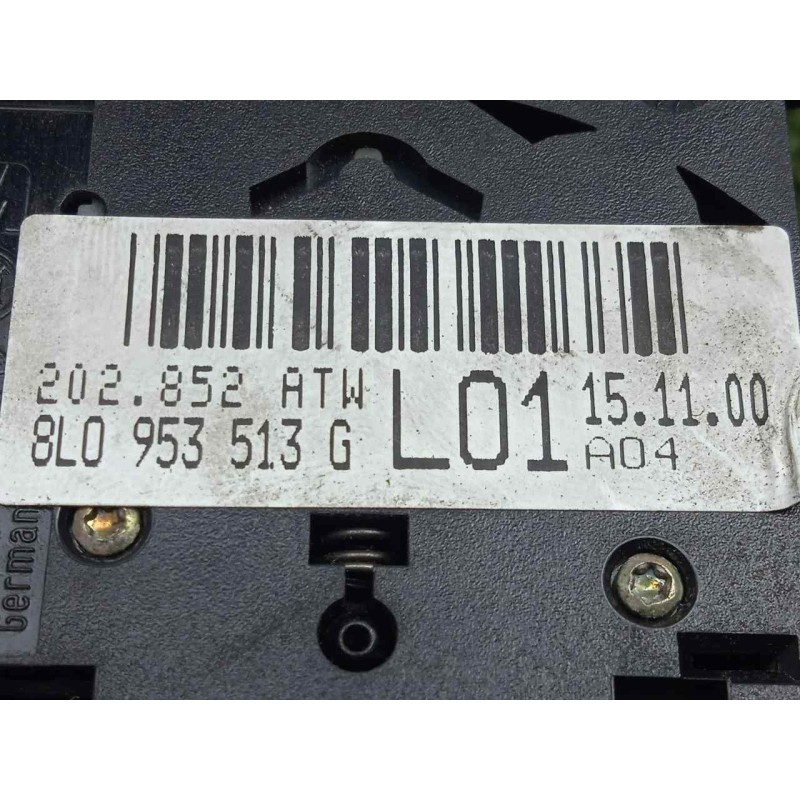 202.852 ATW
8L0 953 513 G
L01
15.11.00
A04
German